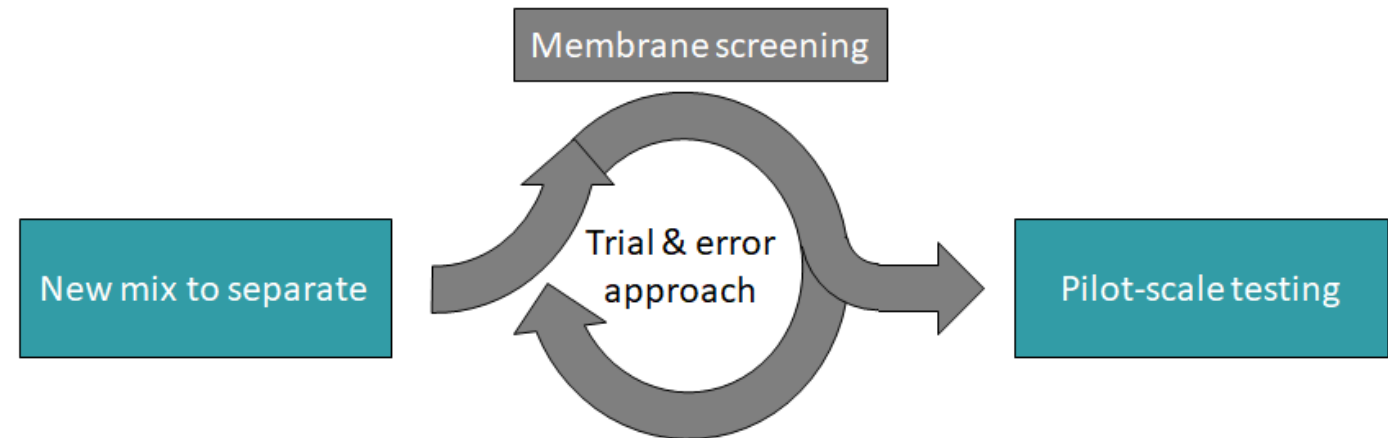 Membrane screening
Trial & error
approach
New mix to separate
Pilot-scale testing